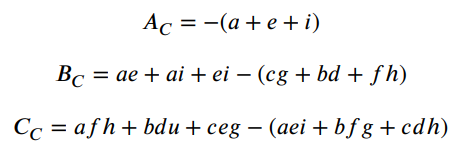 A_C = −(a + e + i)
B_C = ae + ai + ei − (cg + bd + fh)
C_C = afh + bdu + ceg − (aei + bfg + cdh)